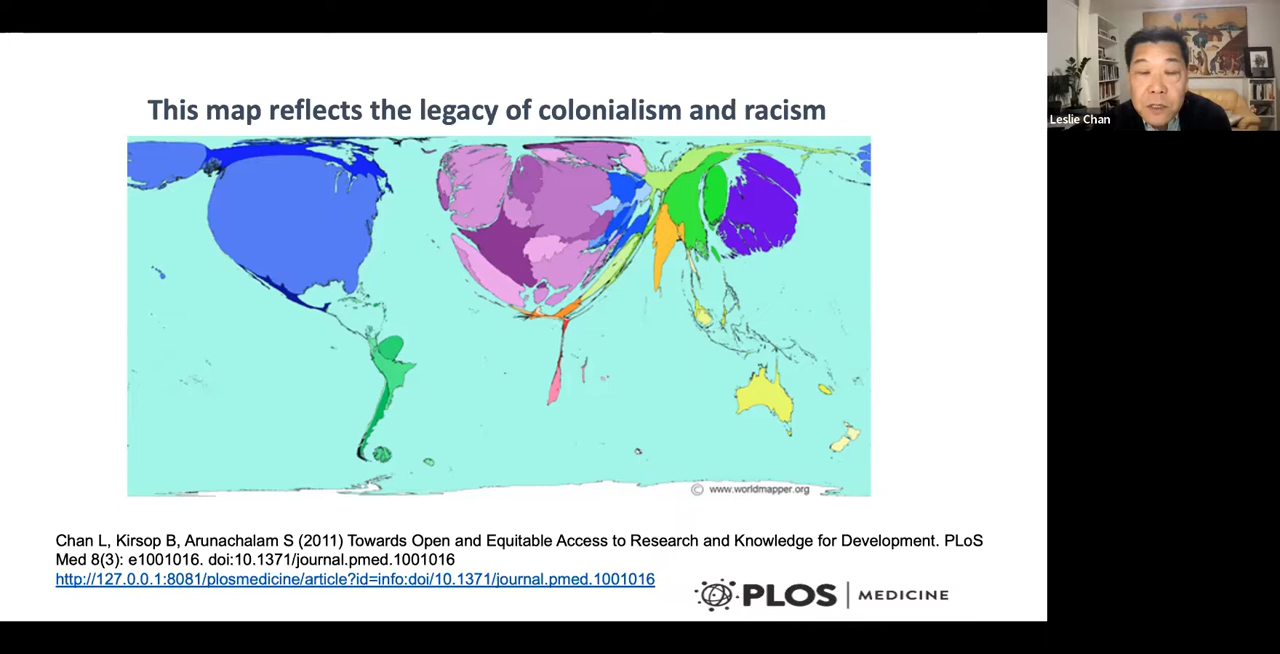 This map reflects the legacy of colonialism and racism
Leslie Chan
© www.worldmapper.org
Chan L, Kirsop B, Arunachalam S (2011) Towards Open and Equitable Access to Research and Knowledge for Development. PLoS
Med 8(3): e1001016. doi:10.1371/journal.pmed.1001016
http://127.0.0.1:8081/plosmedicine/article?id=info:doi/10.1371/journal.pmed.1001016
PLOS | MEDICINE